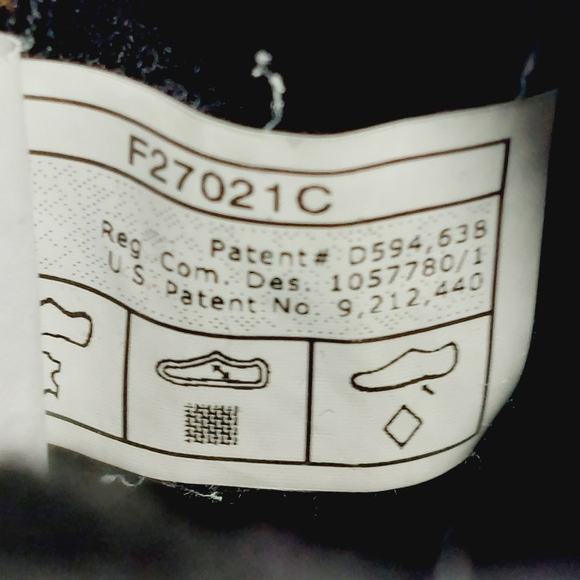 F27021C
Patent# D594,638
Reg Com. Des. 1057780/1
U.S Patent No. 9,212,440